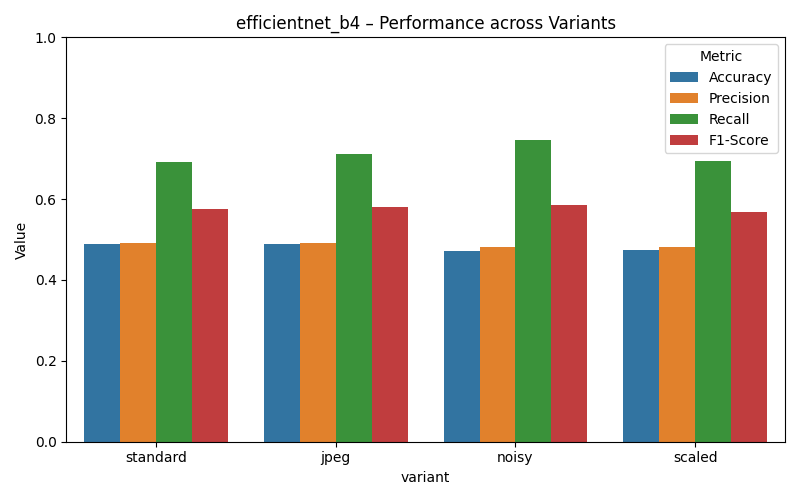 efficientnet_b4 – Performance across Variants
Metric
Accuracy
Precision
Recall
F1-Score
Value
1.0
0.8
0.6
0.4
0.2
0.0
standard
jpeg
noisy
scaled
variant